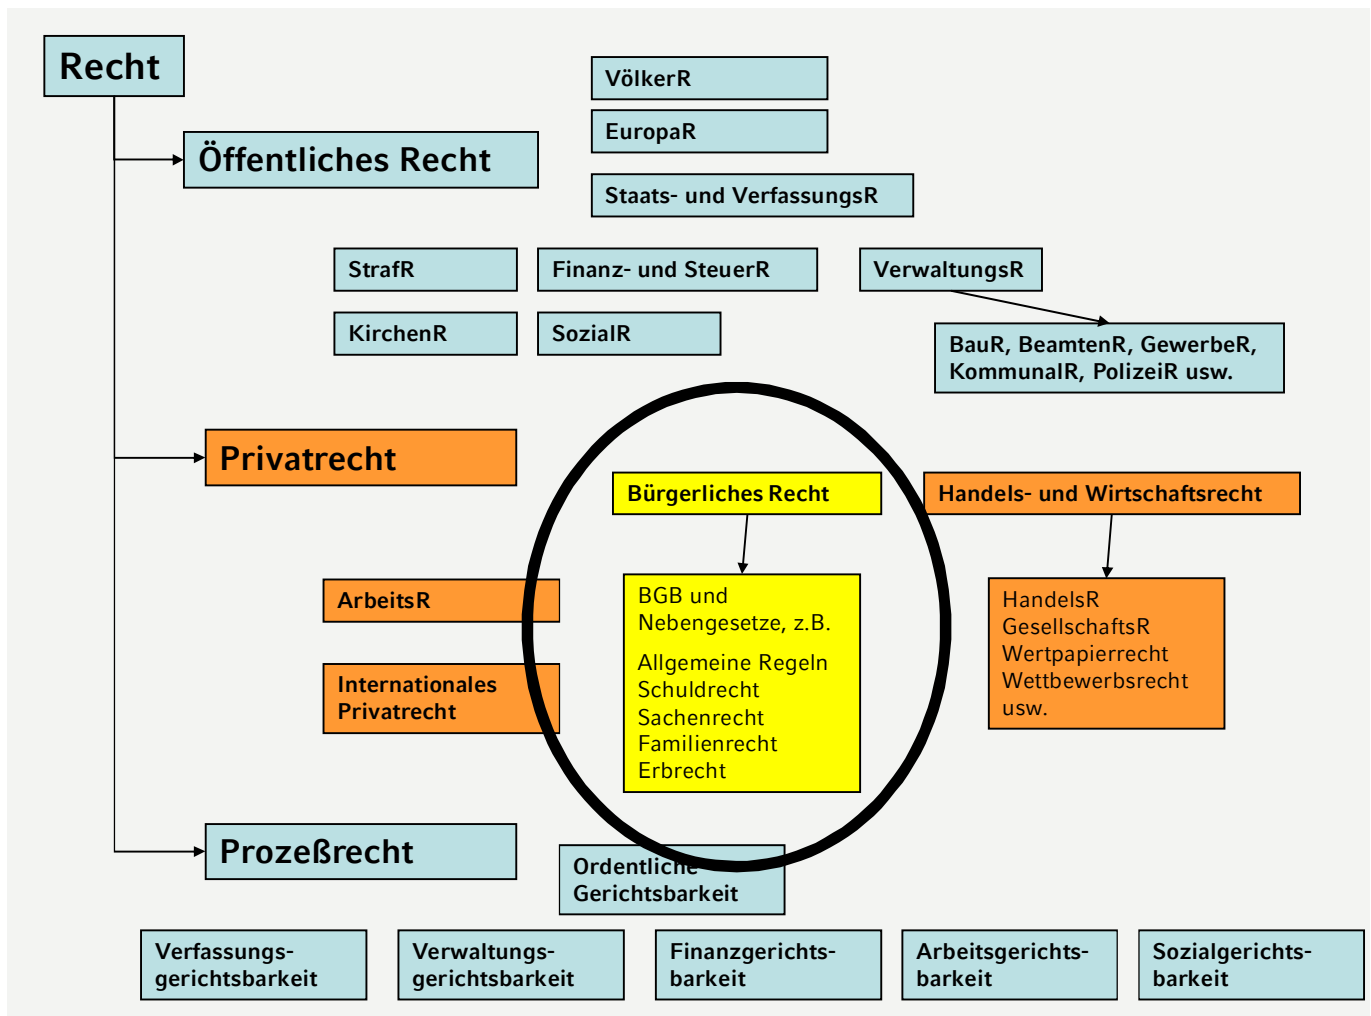 Recht
VölkerR
EuropaR
Öffentliches Recht
Staats- und VerfassungsR
StrafR
Finanz- und SteuerR
VerwaltungsR
KirchenR
SozialR
BauR, BeamtenR, GewerbeR,
KommunalR, PolizeiR usw.
Privatrecht
Bürgerliches Recht
Handels- und Wirtschaftsrecht
ArbeitsR
Internationales
Privatrecht
BGB und
Nebengesetze, z.B.
Allgemeine Regeln
Schuldrecht
Sachenrecht
Familienrecht
Erbrecht
HandelsR
GesellschaftsR
Wertpapierrecht
Wettbewerbsrecht
usw.
Prozeßrecht
Ordentliche
Gerichtsbarkeit
Verfassungs-
gerichtsbarkeit
Verwaltungs-
gerichtsbarkeit
Finanzgerichts-
barkeit
Arbeitsgerichts-
barkeit
Sozialgerichts-
barkeit